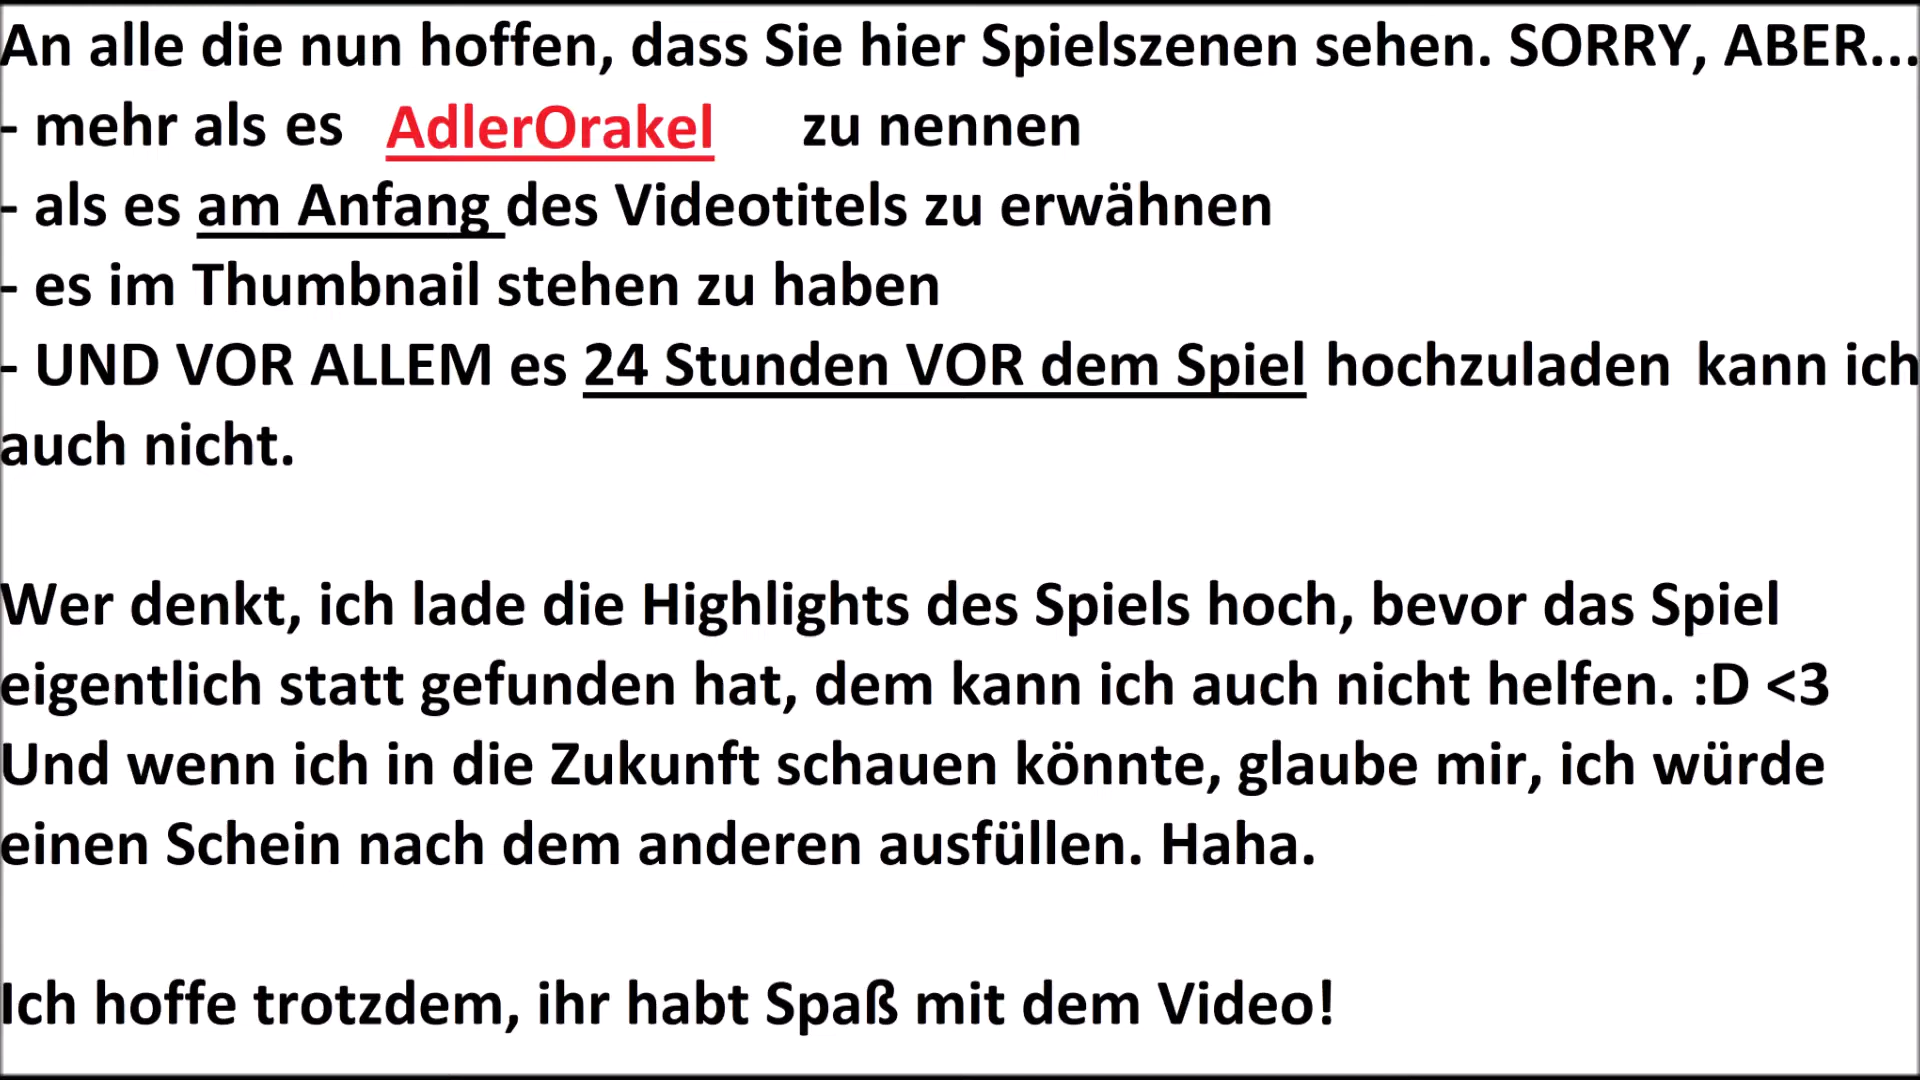 An alle die nun hoffen, dass Sie hier Spielszenen sehen. SORRY, ABER...
- mehr als es AdlerOrakel zu nennen
- als es am Anfang des Videotitels zu erwähnen
- es im Thumbnail stehen zu haben
- UND VOR ALLEM es 24 Stunden VOR dem Spiel hochzuladen kann ich
auch nicht.
Wer denkt, ich lade die Highlights des Spiels hoch, bevor das Spiel
eigentlich statt gefunden hat, dem kann ich auch nicht helfen. :D <3
Und wenn ich in die Zukunft schauen könnte, glaube mir, ich würde
einen Schein nach dem anderen ausfüllen. Haha.
Ich hoffe trotzdem, ihr habt Spaß mit dem Video!